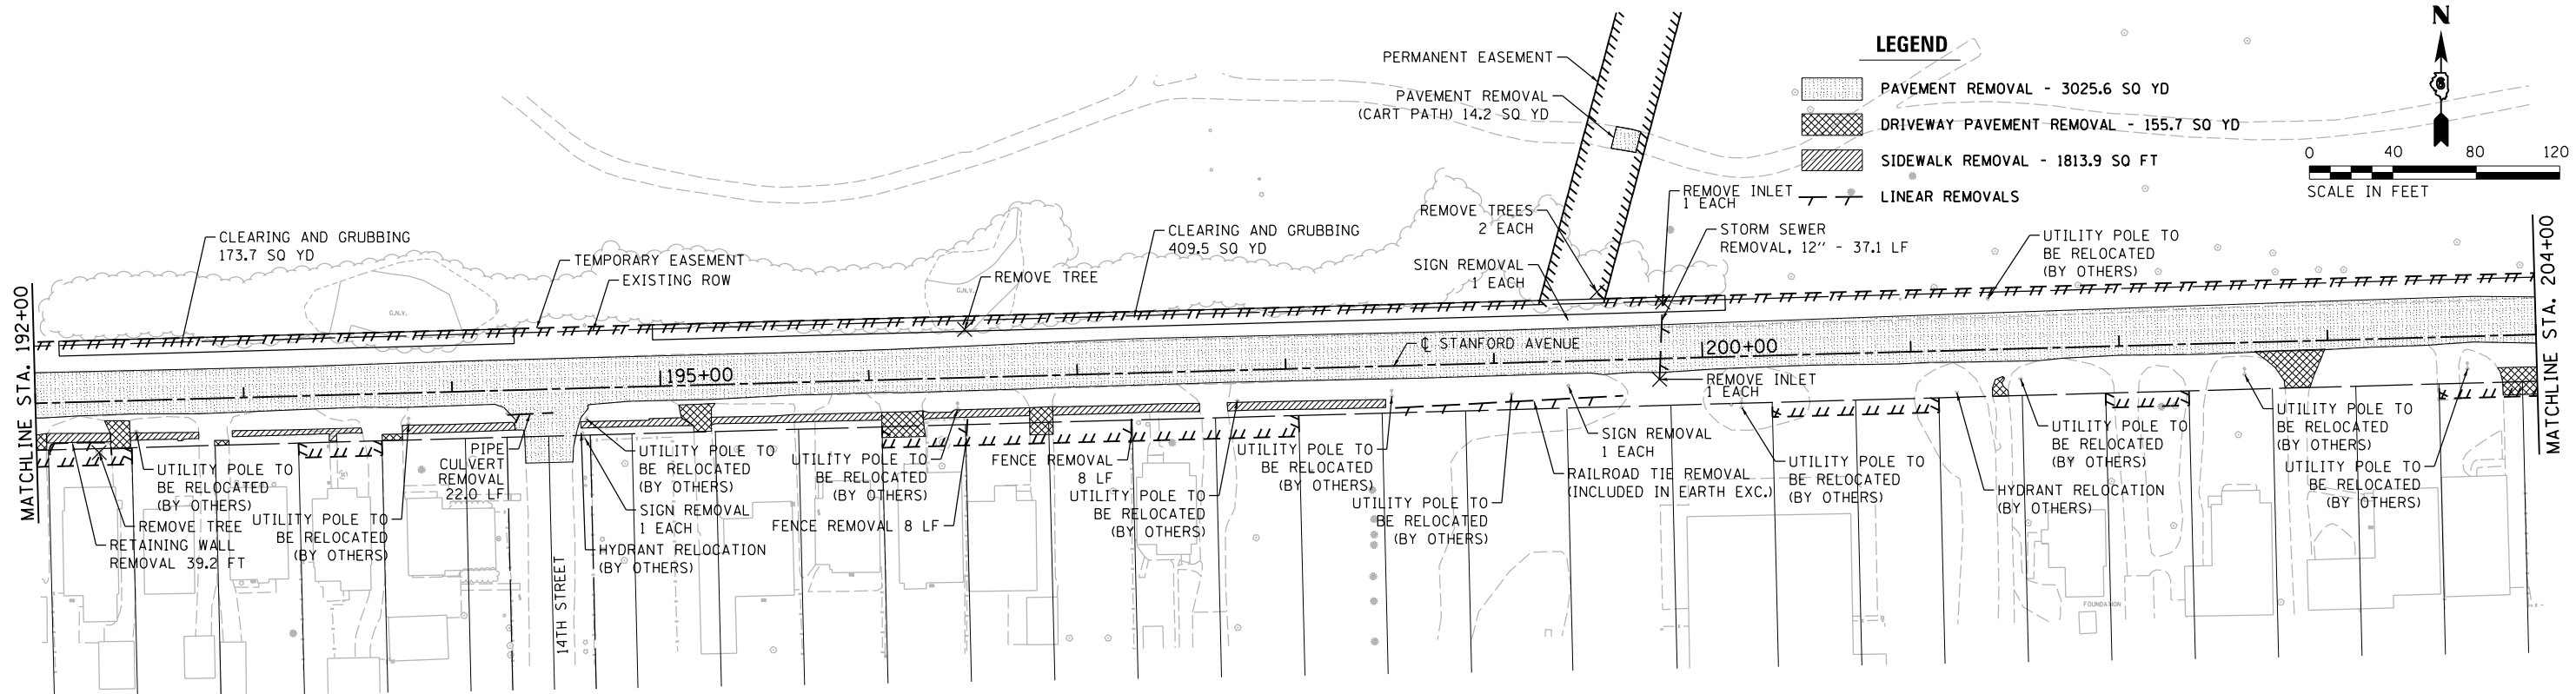 PERMANENT EASEMENT
PAVEMENT REMOVAL
(CART PATH) 14.2 SQ YD
LEGEND
PAVEMENT REMOVAL - 3025.6 SQ YD
DRIVEWAY PAVEMENT REMOVAL - 155.7 SQ YD
SIDEWALK REMOVAL - 1813.9 SQ FT
LINEAR REMOVALS
N
0 40 80 120
SCALE IN FEET
MATCHLINE STA. 192+00
CLEARING AND GRUBBING
173.7 SQ YD
TEMPORARY EASEMENT
EXISTING ROW
G.N.V.
G.N.V.
REMOVE TREE
CLEARING AND GRUBBING
409.5 SQ YD
REMOVE TREES
2 EACH
SIGN REMOVAL
1 EACH
REMOVE INLET
1 EACH
STORM SEWER
REMOVAL, 12" - 37.1 LF
UTILITY POLE TO
BE RELOCATED
(BY OTHERS)
MATCHLINE STA. 204+00
195+00
℄ STANFORD AVENUE
200+00
REMOVE INLET
1 EACH
UTILITY POLE TO
BE RELOCATED
(BY OTHERS)
REMOVE TREE
RETAINING WALL
REMOVAL 39.2 FT
UTILITY POLE TO
BE RELOCATED
(BY OTHERS)
PIPE
CULVERT
REMOVAL
22.0 LF
14TH STREET
UTILITY POLE TO
BE RELOCATED
(BY OTHERS)
SIGN REMOVAL
1 EACH
HYDRANT RELOCATION
(BY OTHERS)
UTILITY POLE TO
BE RELOCATED
(BY OTHERS)
FENCE REMOVAL 8 LF
FENCE REMOVAL
8 LF
UTILITY POLE TO
BE RELOCATED
(BY OTHERS)
UTILITY POLE TO
BE RELOCATED
(BY OTHERS)
UTILITY POLE TO
BE RELOCATED
(BY OTHERS)
SIGN REMOVAL
1 EACH
RAILROAD TIE REMOVAL
(INCLUDED IN EARTH EXC.)
UTILITY POLE TO
BE RELOCATED
(BY OTHERS)
HYDRANT RELOCATION
(BY OTHERS)
UTILITY POLE TO
BE RELOCATED
(BY OTHERS)
UTILITY POLE TO
BE RELOCATED
(BY OTHERS)
UTILITY POLE TO
BE RELOCATED
(BY OTHERS)
FOUNDATION